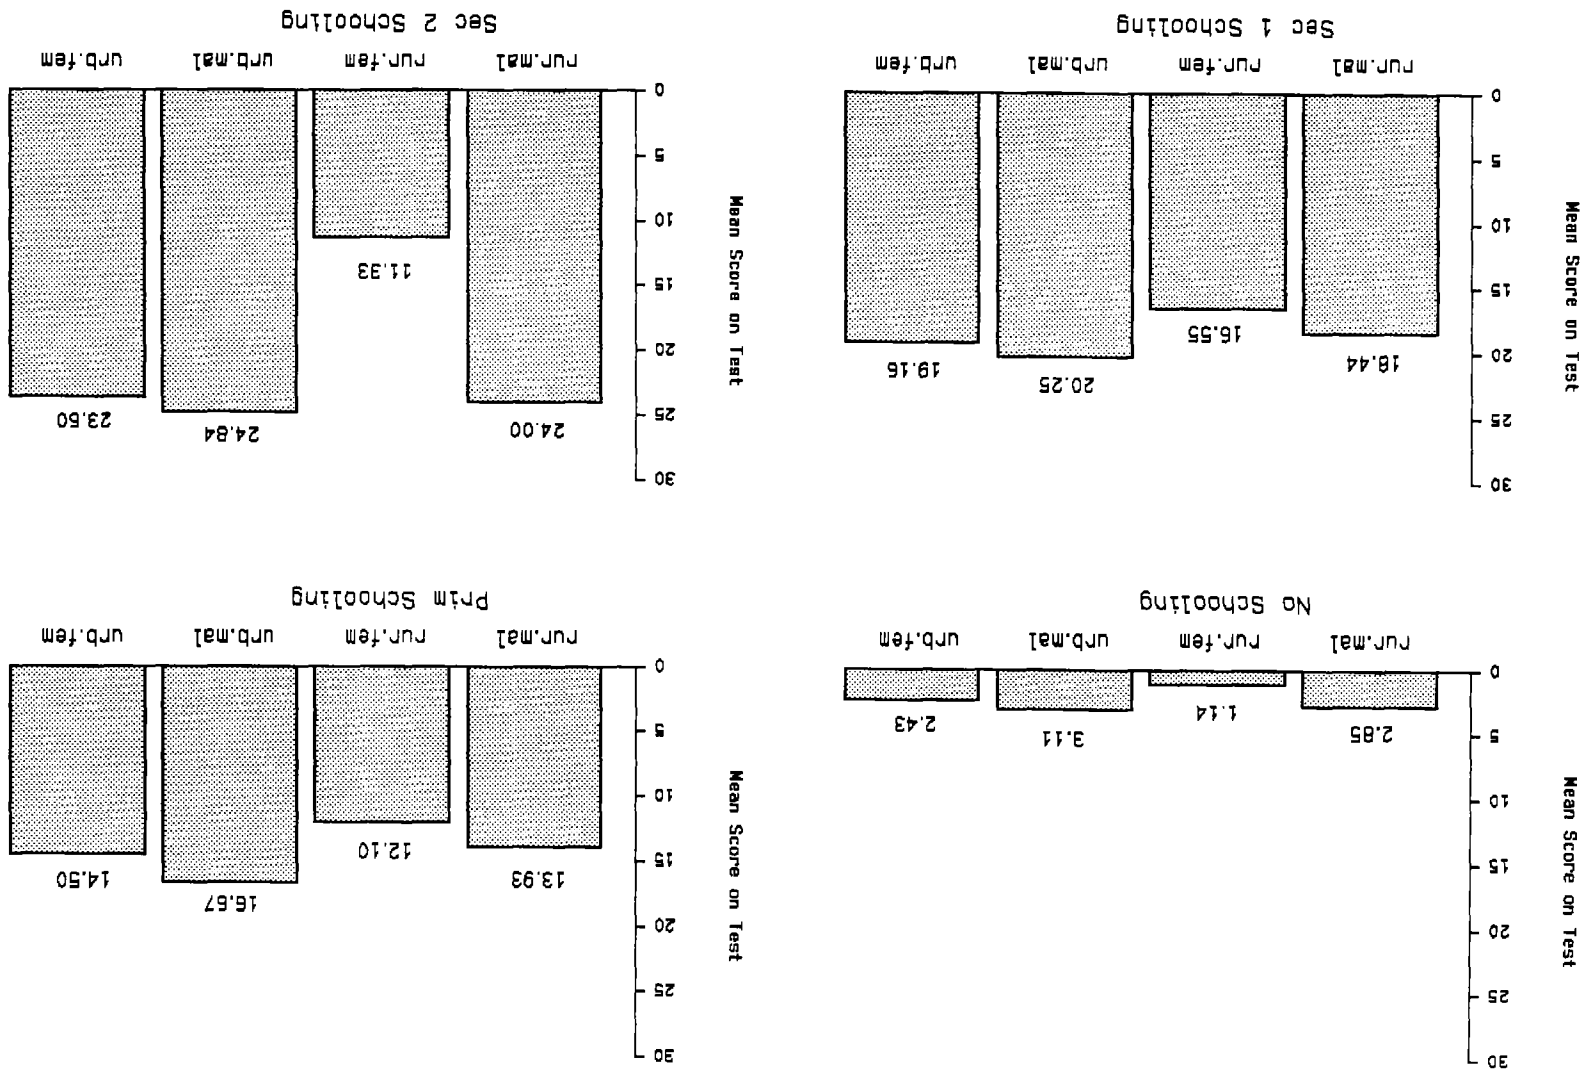 Mean Score on Test
30
25
20
15
10
5
0
2.85
1.14
3.11
2.43
rur.mal
rur.fem
urb.mal
urb.fem
No Schooling
Mean Score on Test
30
25
20
15
10
5
0
13.93
12.10
16.67
14.50
rur.mal
rur.fem
urb.mal
urb.fem
Prim Schooling
Mean Score on Test
30
25
20
15
10
5
0
18.44
16.55
20.25
19.16
rur.mal
rur.fem
urb.mal
urb.fem
Sec 1 Schooling
Mean Score on Test
30
25
20
15
10
5
0
24.00
11.33
24.84
23.60
rur.mal
rur.fem
urb.mal
urb.fem
Sec 2 Schooling